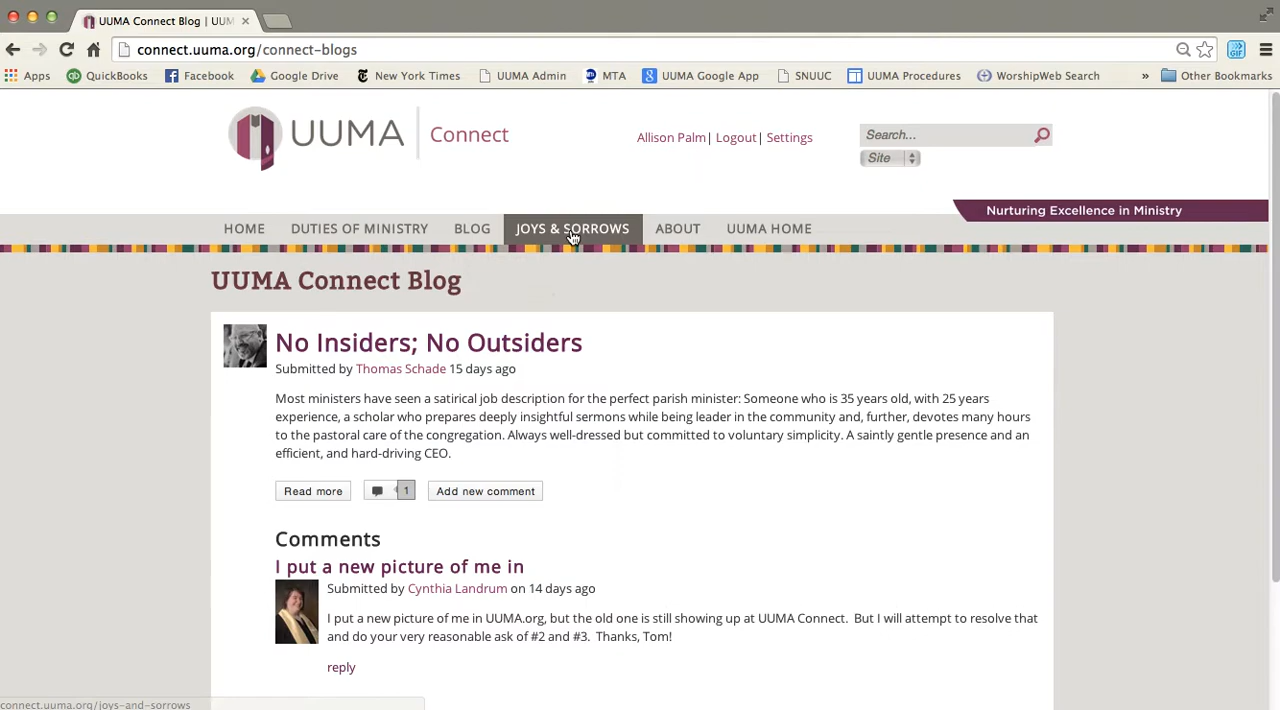 UUMA Connect Blog | UUM
connect.uuma.org/connect-blogs
Apps QuickBooks Facebook Google Drive New York Times UUMA Admin MTA UUMA Google App SNUUC UUMA Procedures WorshipWeb Search » Other Bookmarks
UUMA Connect
Allison Palm| Logout| Settings
Search...
Site
Nurturing Excellence in Ministry
HOME DUTIES OF MINISTRY BLOG JOYS & SORROWS ABOUT UUMA HOME
UUMA Connect Blog
No Insiders; No Outsiders
Submitted by Thomas Schade 15 days ago
Most ministers have seen a satirical job description for the perfect parish minister: Someone who is 35 years old, with 25 years
experience, a scholar who prepares deeply insightful sermons while being leader in the community and, further, devotes many hours
to the pastoral care of the congregation. Always well-dressed but committed to voluntary simplicity. A saintly gentle presence and an
efficient, and hard-driving CEO.
Read more 1 Add new comment
Comments
I put a new picture of me in
Submitted by Cynthia Landrum on 14 days ago
I put a new picture of me in UUMA.org, but the old one is still showing up at UUMA Connect. But I will attempt to resolve that
and do your very reasonable ask of #2 and #3. Thanks, Tom!
reply
connect.uuma.org/joys-and-sorrows